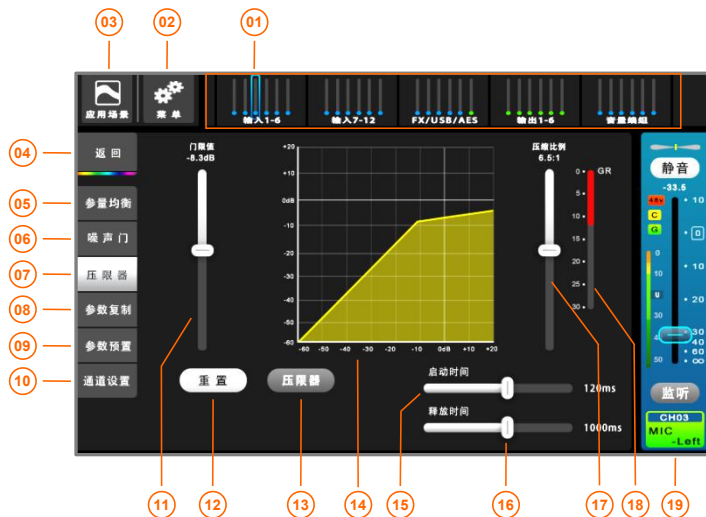 03
02
01
应用场景
菜 单
输入1-6
输入7-12
FX/USB/AES
输出1-6
音量编组
04
返 回
05
参量均衡
06
噪 声 门
07
压 限 器
08
参数复制
09
参数预置
10
通道设置
门限值
-8.3dB
+20
+10
0dB
-10
-20
-30
-40
-50
-60
-60 -50 -40 -30 -20 -10 0dB +10 +20
压缩比例
6.5:1
0 GR
5
10
15
20
25
30
静音
-33.5
48v
C
G
10
0
10
20
30
40
60
∞
0
10
U
30
40
50
重 置
压限器
启动时间
120ms
释放时间
1000ms
监听
CH03
MIC
-Left
11
12
13
14
15
16
17
18
19